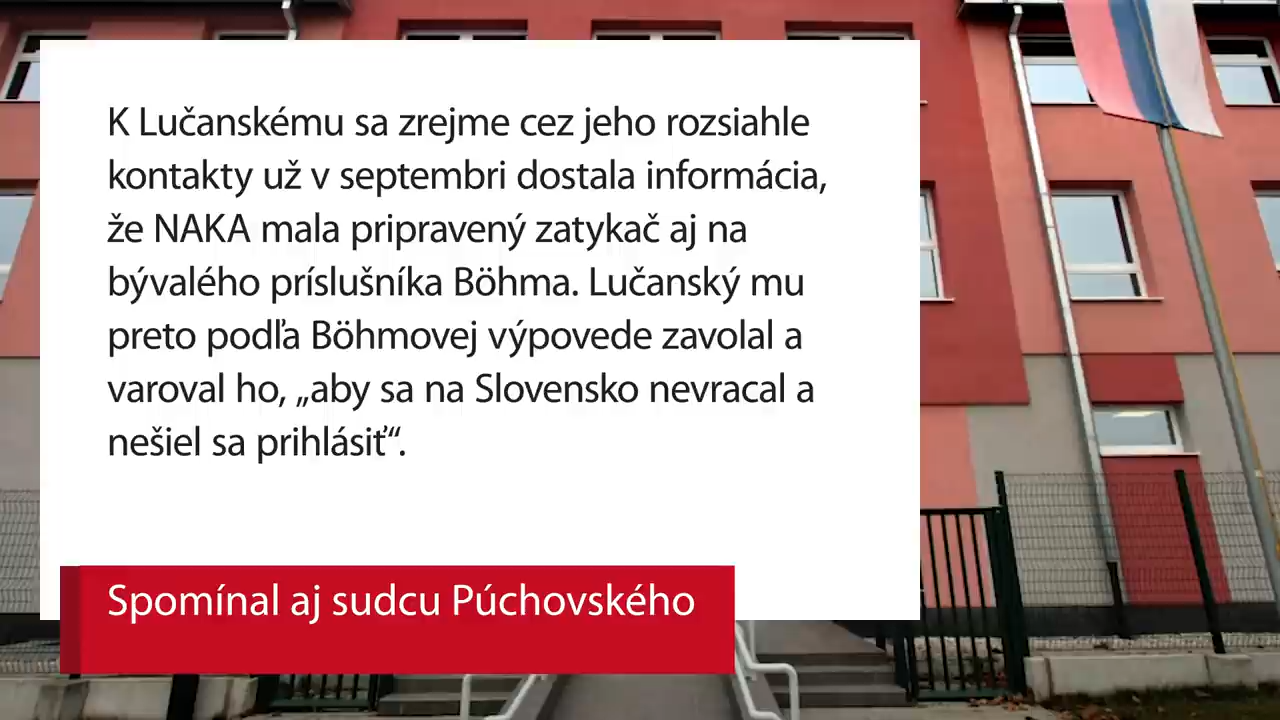 K Lučanskému sa zrejme cez jeho rozsiahle
kontakty už v septembri dostala informácia,
že NAKA mala pripravený zatykač aj na
bývalého príslušníka Böhma. Lučanský mu
preto podľa Böhmovej výpovede zavolal a
varoval ho, „aby sa na Slovensko nevracal a
nešiel sa prihlásiť“.
Spomínal aj sudcu Púchovského